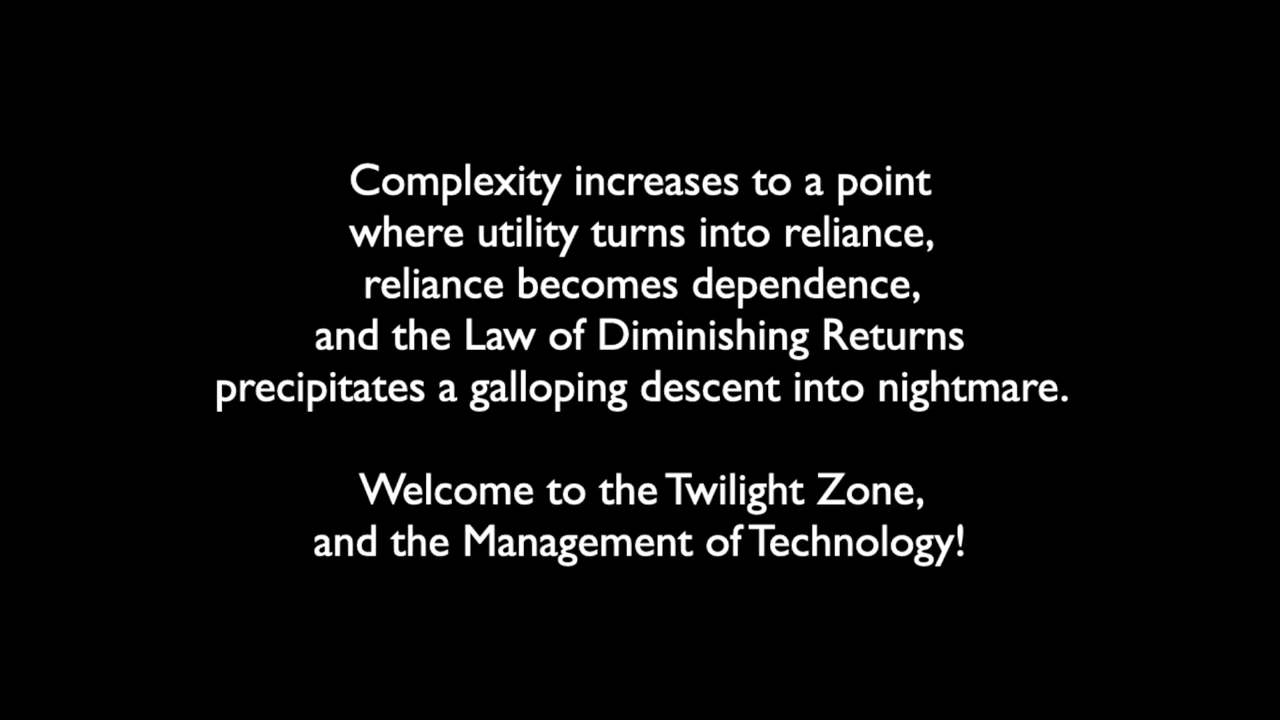 Complexity increases to a point
where utility turns into reliance,
reliance becomes dependence,
and the Law of Diminishing Returns
precipitates a galloping descent into nightmare.
Welcome to the Twilight Zone,
and the Management of Technology!